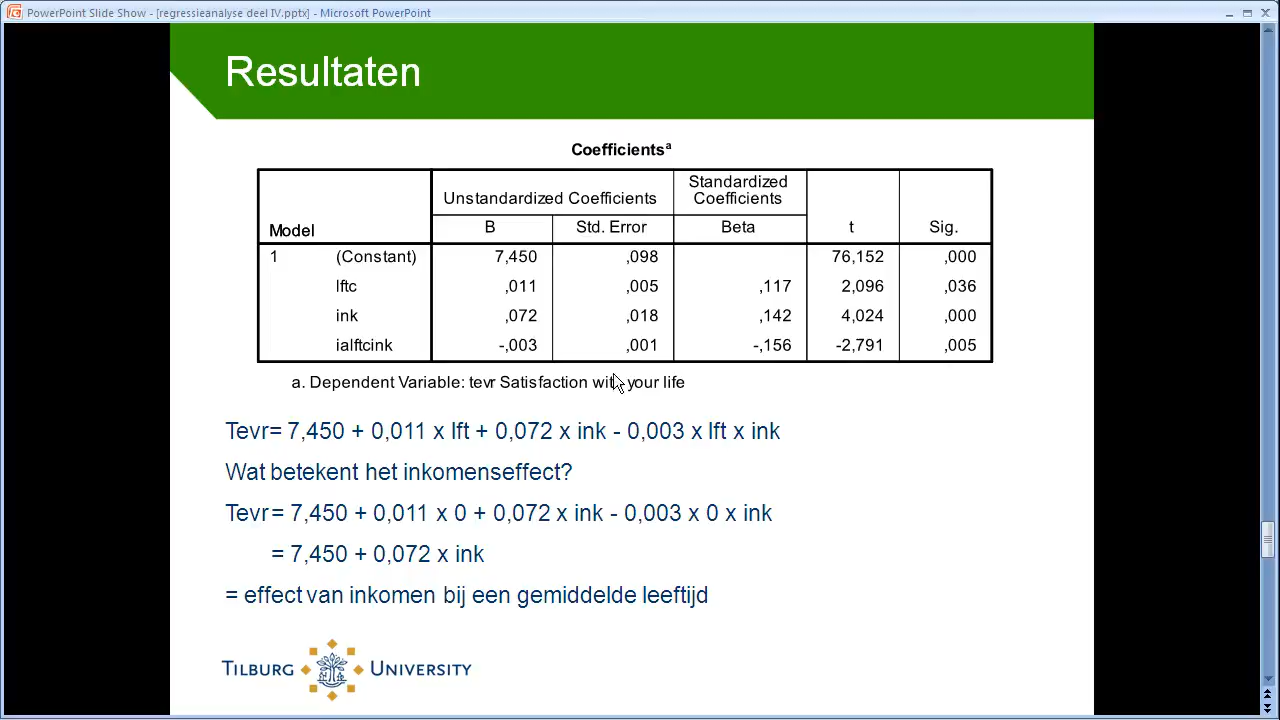 PowerPoint Slide Show - [regressieanalyse deel IV.pptx] - Microsoft PowerPoint
Resultaten
Coefficientsª
Model Unstandardized Coefficients Standardized Coefficients t Sig.
B Std. Error Beta
1 (Constant) 7,450 ,098 76,152 ,000
lftc ,011 ,005 ,117 2,096 ,036
ink ,072 ,018 ,142 4,024 ,000
ialftcink -,003 ,001 -,156 -2,791 ,005
a. Dependent Variable: tevr Satisfaction with your life
Tevr= 7,450 + 0,011 x lft + 0,072 x ink - 0,003 x lft x ink
Wat betekent het inkomenseffect?
Tevr= 7,450 + 0,011 x 0 + 0,072 x ink - 0,003 x 0 x ink
= 7,450 + 0,072 x ink
= effect van inkomen bij een gemiddelde leeftijd
TILBURG UNIVERSITY